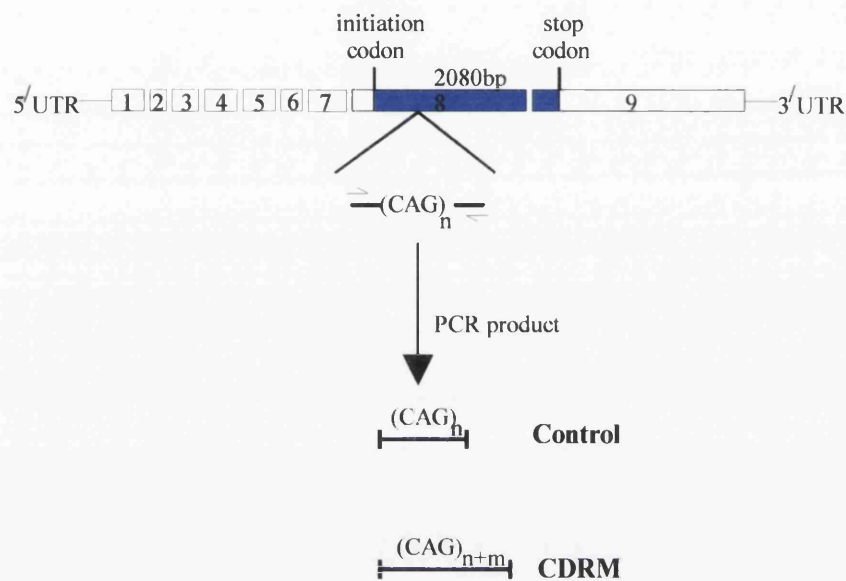 initiation
codon
stop
codon
2080bp
5'UTR 1 2 3 4 5 6 7 8 9 3'UTR
(CAG)n
PCR product
(CAG)n Control
(CAG)n+m CDRM